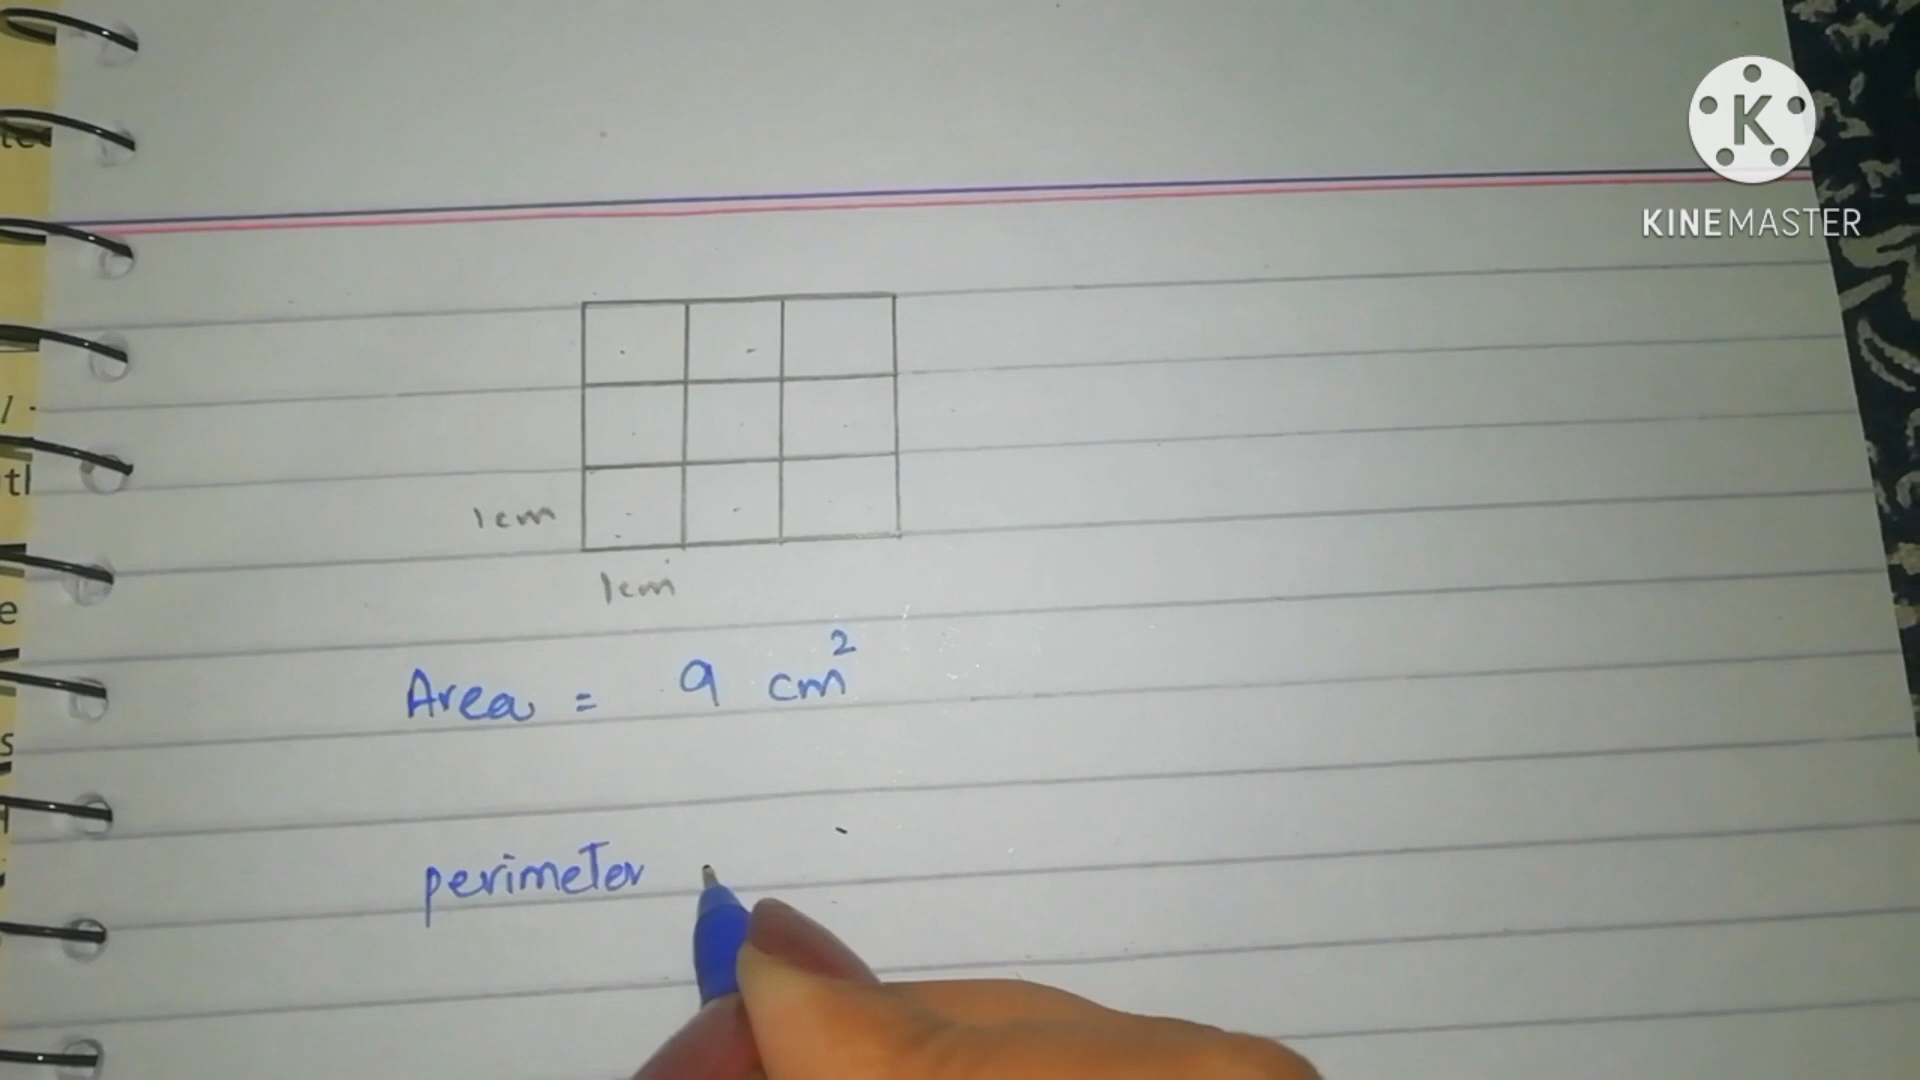 KINEMASTER
1cm
1cm
Area = 9 cm²
perimeter